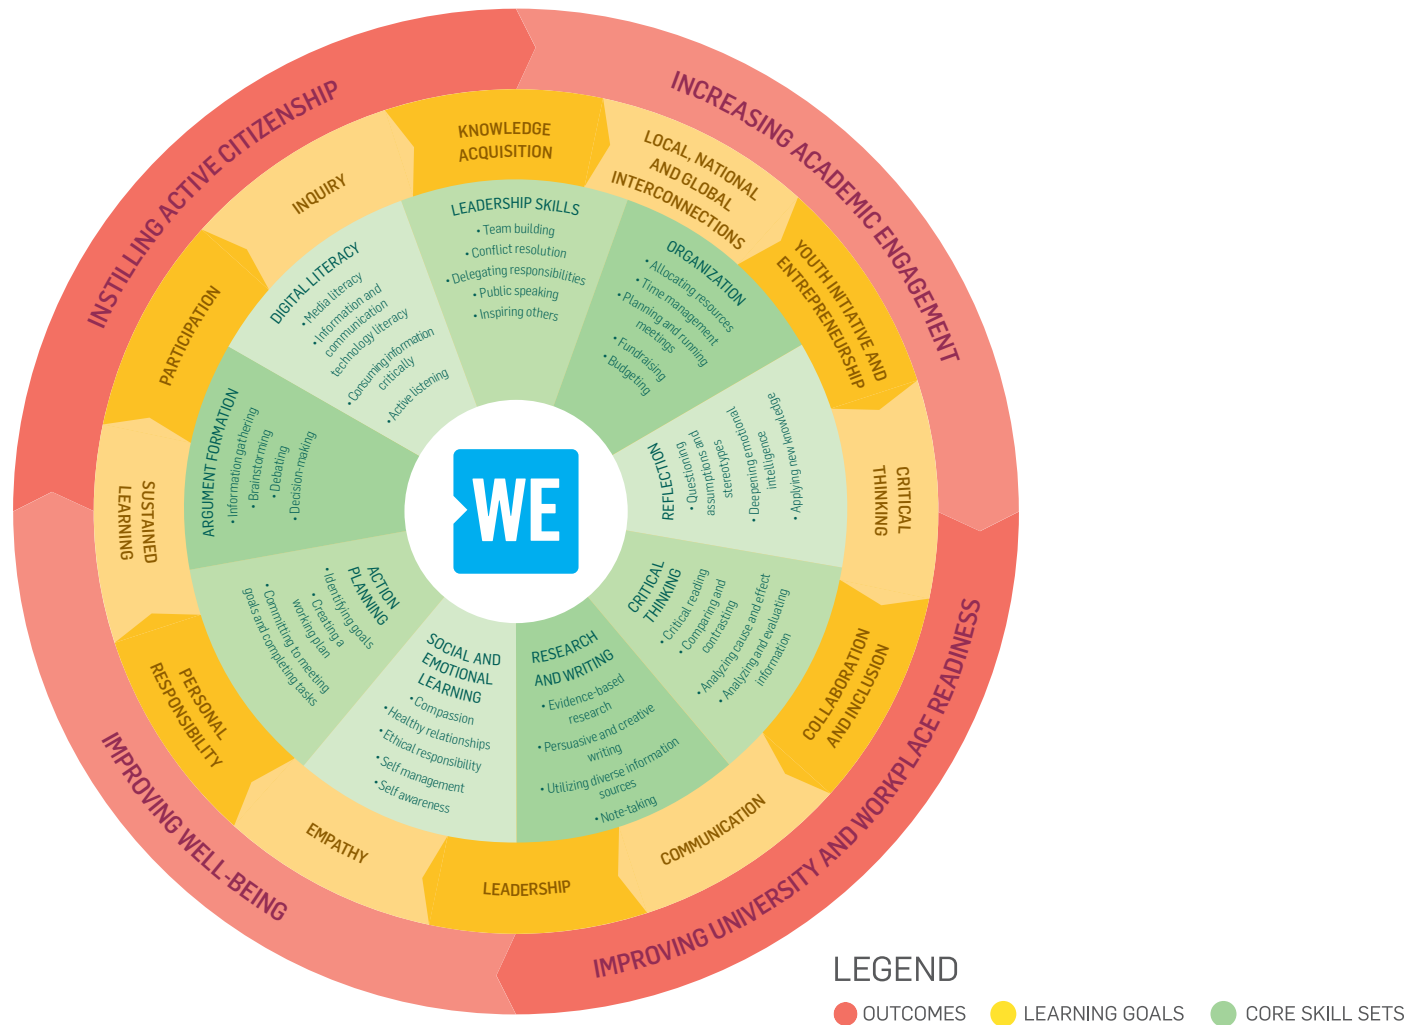 INSTILLING ACTIVE CITIZENSHIP
INCREASING ACADEMIC ENGAGEMENT
IMPROVING UNIVERSITY AND WORKPLACE READINESS
IMPROVING WELL-BEING
KNOWLEDGE
ACQUISITION
LOCAL, NATIONAL
AND GLOBAL
INTERCONNECTIONS
YOUTH INITIATIVE AND
ENTREPRENEURSHIP
CRITICAL
THINKING
COLLABORATION
AND INCLUSION
COMMUNICATION
LEADERSHIP
EMPATHY
PERSONAL
RESPONSIBILITY
SUSTAINED
LEARNING
PARTICIPATION
INQUIRY
LEADERSHIP SKILLS
• Team building
• Conflict resolution
• Delegating responsibilities
• Public speaking
• Inspiring others
ORGANIZATION
• Allocating resources
• Time management
• Planning and running
meetings
• Fundraising
• Budgeting
REFLECTION
• Questioning
assumptions and
stereotypes
• Deepening emotional
intelligence
• Applying new knowledge
CRITICAL
THINKING
• Critical reading
• Comparing and
contrasting
• Analyzing cause and effect
• Analyzing and evaluating
information
RESEARCH
AND WRITING
• Evidence-based
research
• Persuasive and creative
writing
• Utilizing diverse information
sources
• Note-taking
SOCIAL AND
EMOTIONAL
LEARNING
• Compassion
• Healthy relationships
• Ethical responsibility
• Self management
• Self awareness
ACTION
PLANNING
• Identifying goals
• Creating a
working plan
• Committing to meeting
goals and completing tasks
ARGUMENT FORMATION
• Information gathering
• Brainstorming
• Debating
• Decision-making
DIGITAL LITERACY
• Media literacy
• Information and
communication
technology literacy
• Consuming information
critically
• Active listening
WE
LEGEND
OUTCOMES
LEARNING GOALS
CORE SKILL SETS